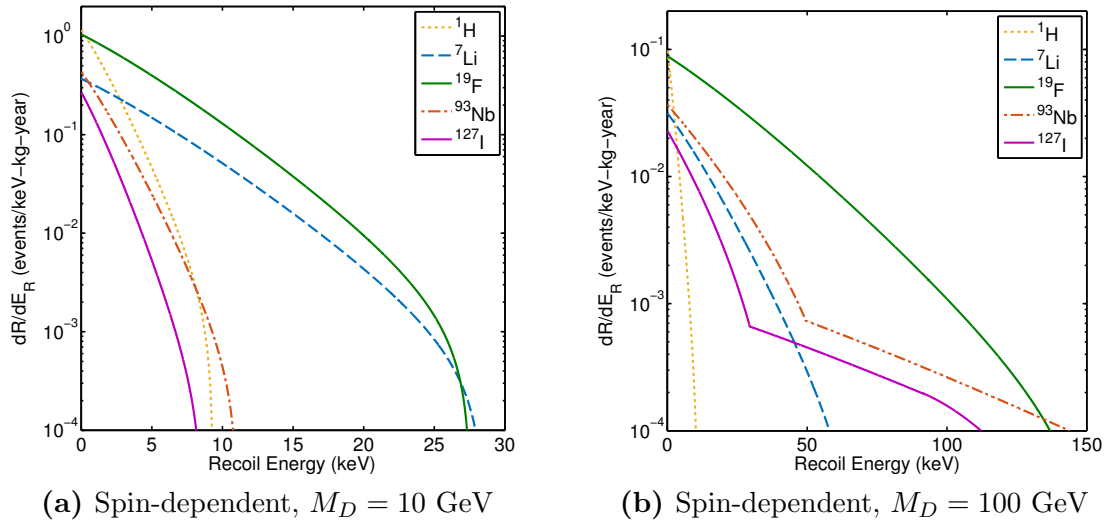 10⁰
10⁻¹
10⁻²
10⁻³
10⁻⁴
0 5 10 15 20 25 30
Recoil Energy (keV)
dR/dE_R (events/keV−kg−year)
¹H
⁷Li
¹⁹F
⁹³Nb
¹²⁷I
(a) Spin-dependent, M_D = 10 GeV
10⁻¹
10⁻²
10⁻³
10⁻⁴
0 50 100 150
Recoil Energy (keV)
dR/dE_R (events/keV−kg−year)
¹H
⁷Li
¹⁹F
⁹³Nb
¹²⁷I
(b) Spin-dependent, M_D = 100 GeV